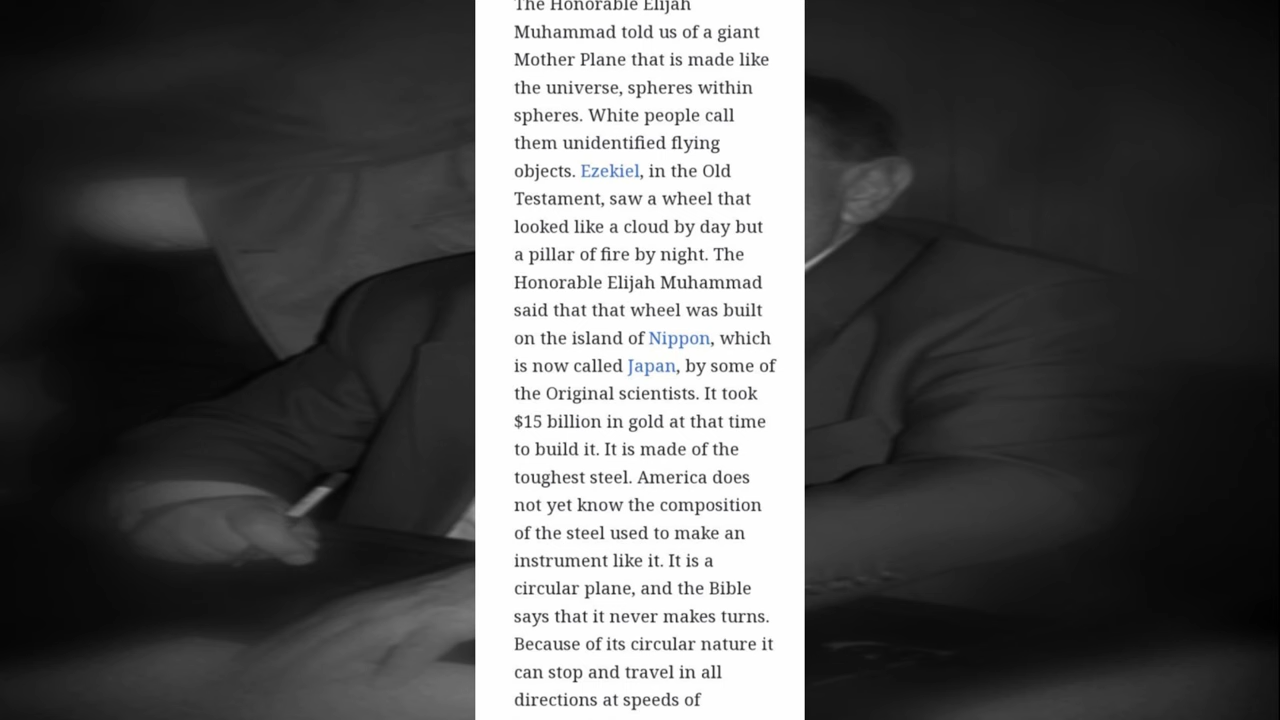 The Honorable Elijah
Muhammad told us of a giant
Mother Plane that is made like
the universe, spheres within
spheres. White people call
them unidentified flying
objects. Ezekiel, in the Old
Testament, saw a wheel that
looked like a cloud by day but
a pillar of fire by night. The
Honorable Elijah Muhammad
said that that wheel was built
on the island of Nippon, which
is now called Japan, by some of
the Original scientists. It took
$15 billion in gold at that time
to build it. It is made of the
toughest steel. America does
not yet know the composition
of the steel used to make an
instrument like it. It is a
circular plane, and the Bible
says that it never makes turns.
Because of its circular nature it
can stop and travel in all
directions at speeds of